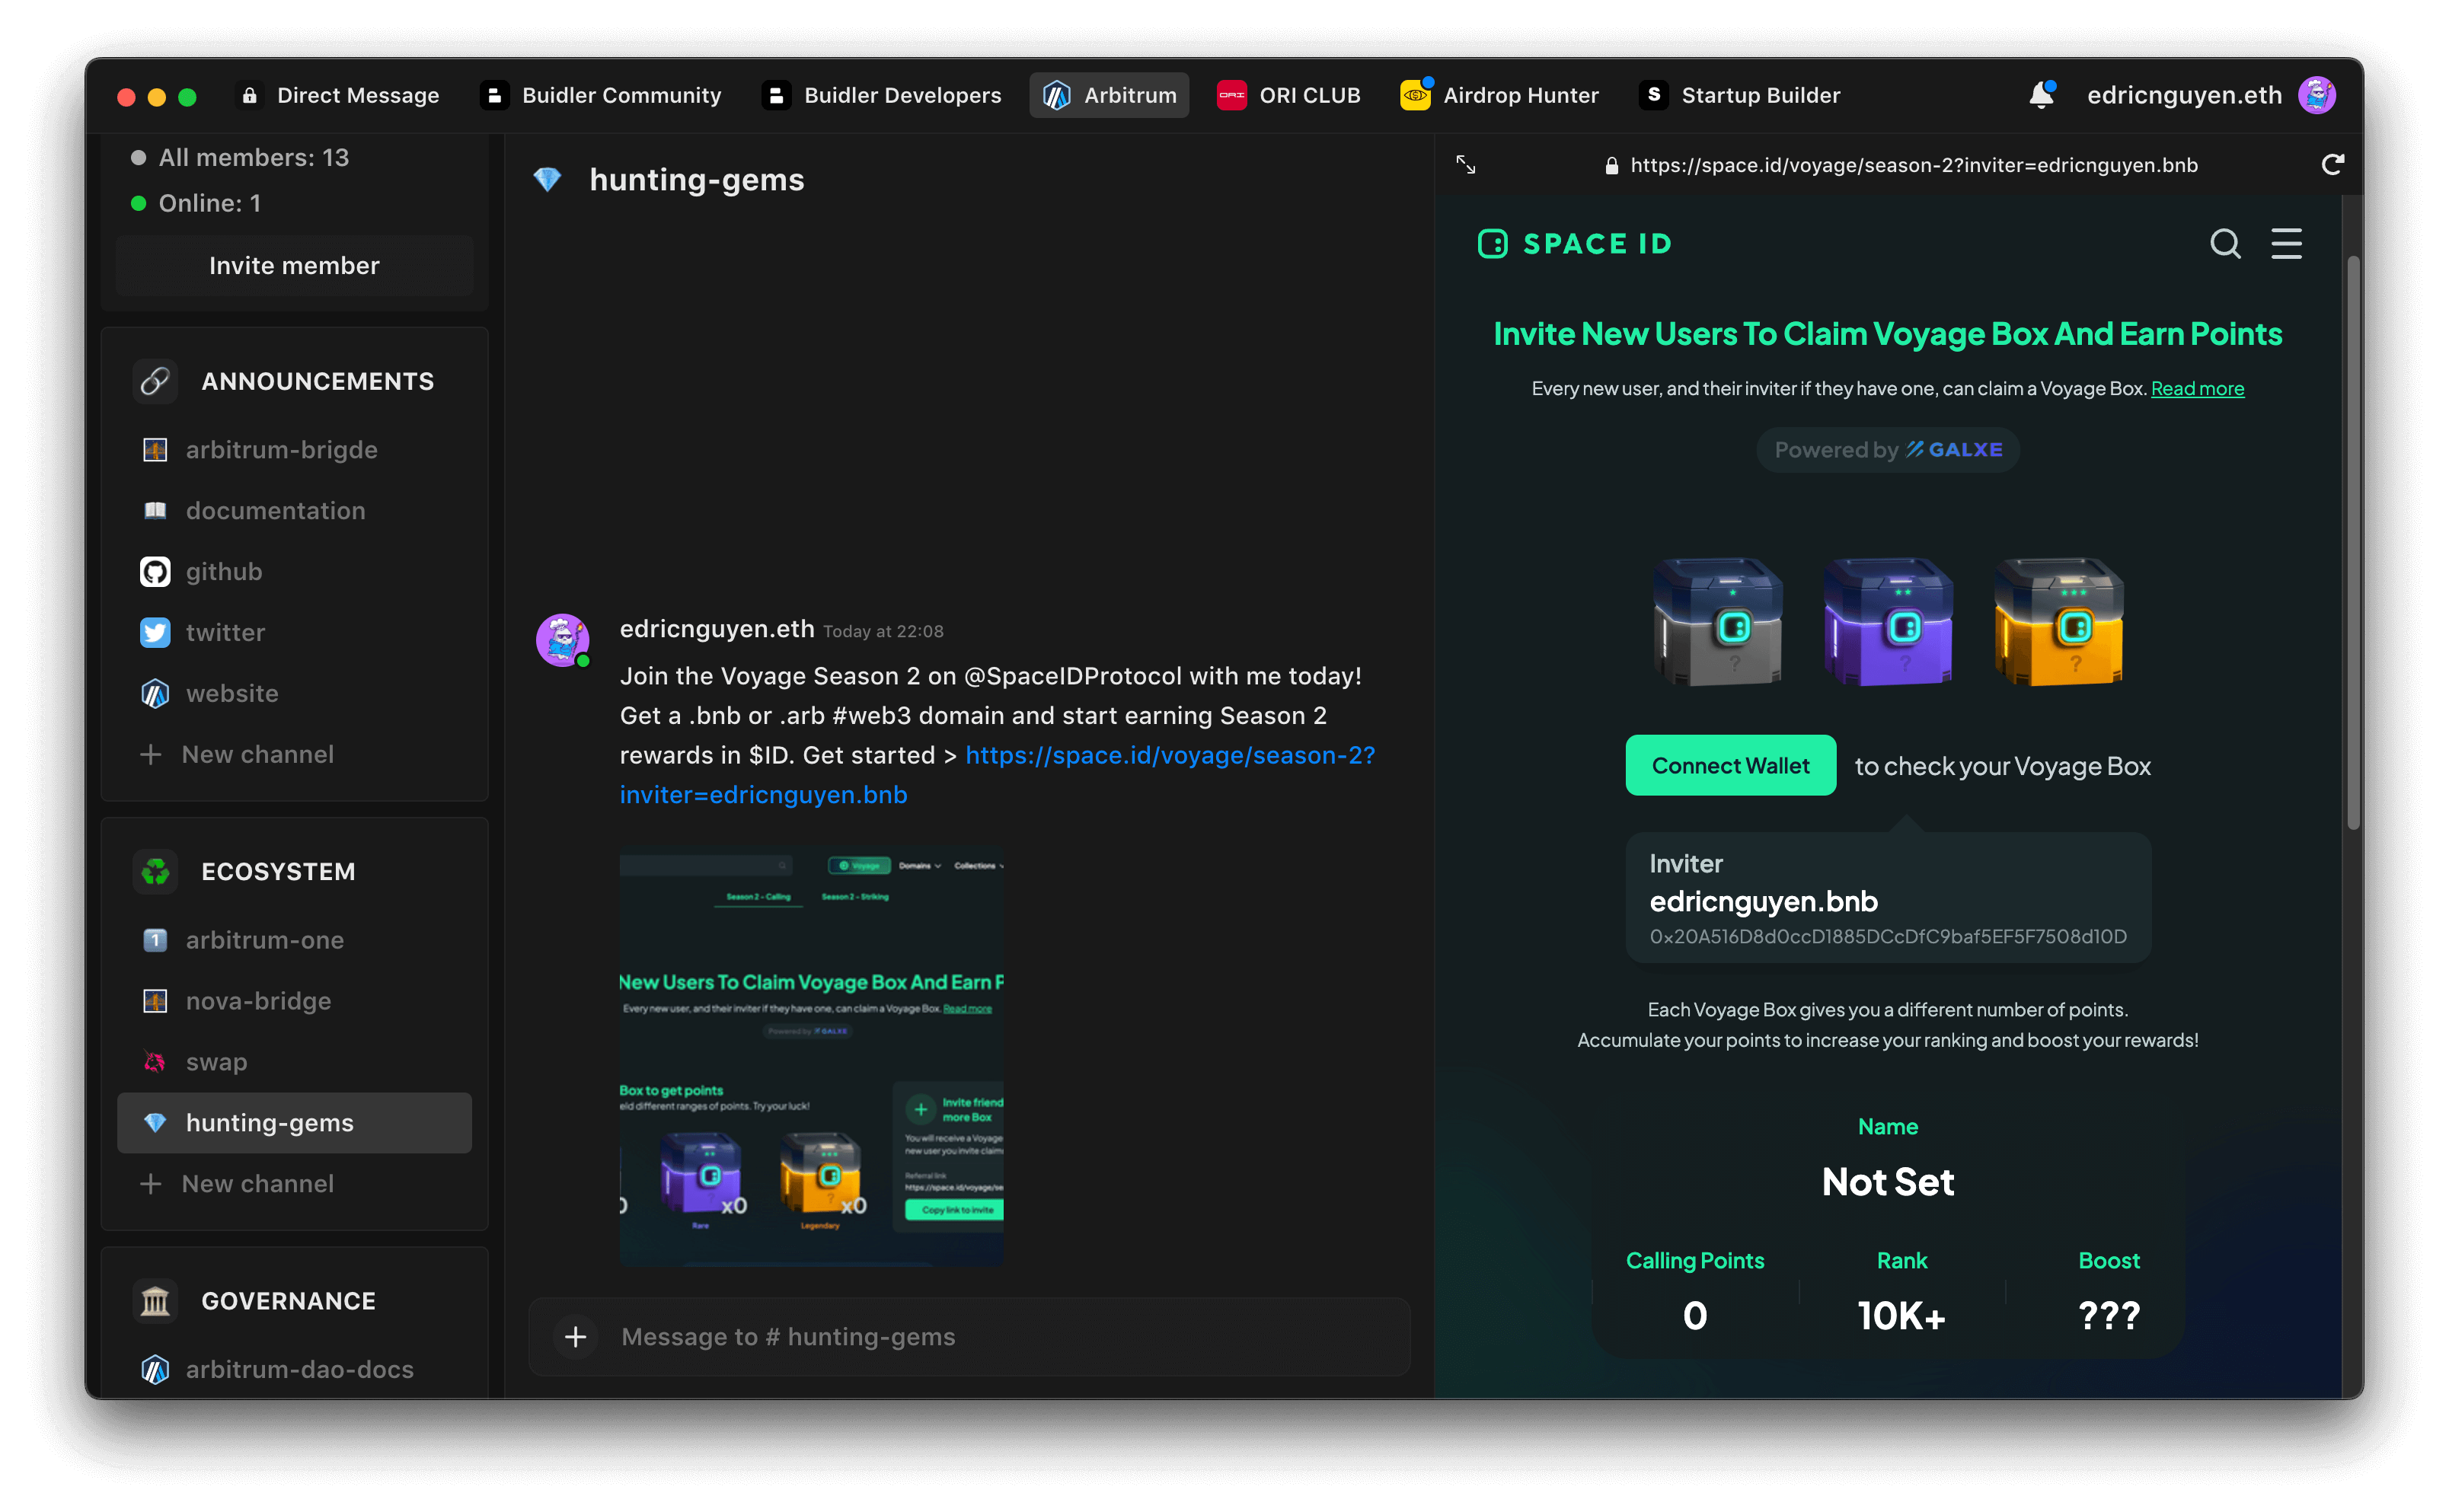 Direct Message
Buidler Community
Buidler Developers
Arbitrum
ORI CLUB
Airdrop Hunter
S Startup Builder
edricnguyen.eth
All members: 13
Online: 1
Invite member
ANNOUNCEMENTS
arbitrum-brigde
documentation
github
twitter
website
+ New channel
ECOSYSTEM
1 arbitrum-one
nova-bridge
swap
hunting-gems
+ New channel
GOVERNANCE
arbitrum-dao-docs
hunting-gems
edricnguyen.eth Today at 22:08
Join the Voyage Season 2 on @SpaceIDProtocol with me today!
Get a .bnb or .arb #web3 domain and start earning Season 2
rewards in $ID. Get started > https://space.id/voyage/season-2?
inviter=edricnguyen.bnb
Voyage Domains Collections
Season 2 - Calling Season 2 - Striking
New Users To Claim Voyage Box And Earn P
Every new user, and their inviter if they have one, can claim a Voyage Box. Read more
Powered by GALXE
Box to get points
eld different ranges of points. Try your luck!
Invite friend
more Box
You will receive a Voyage
new user you invite claim
Referral link
https://space.id/voyage/se
Copy link to invite
x0
x0
Rare
Legendary
+ Message to # hunting-gems
https://space.id/voyage/season-2?inviter=edricnguyen.bnb
SPACE ID
Invite New Users To Claim Voyage Box And Earn Points
Every new user, and their inviter if they have one, can claim a Voyage Box. Read more
Powered by GALXE
? ? ?
Connect Wallet to check your Voyage Box
Inviter
edricnguyen.bnb
0x20A516D8d0ccD1885DCcDfC9baf5EF5F7508d10D
Each Voyage Box gives you a different number of points.
Accumulate your points to increase your ranking and boost your rewards!
Name
Not Set
Calling Points Rank Boost
0 10K+ ???